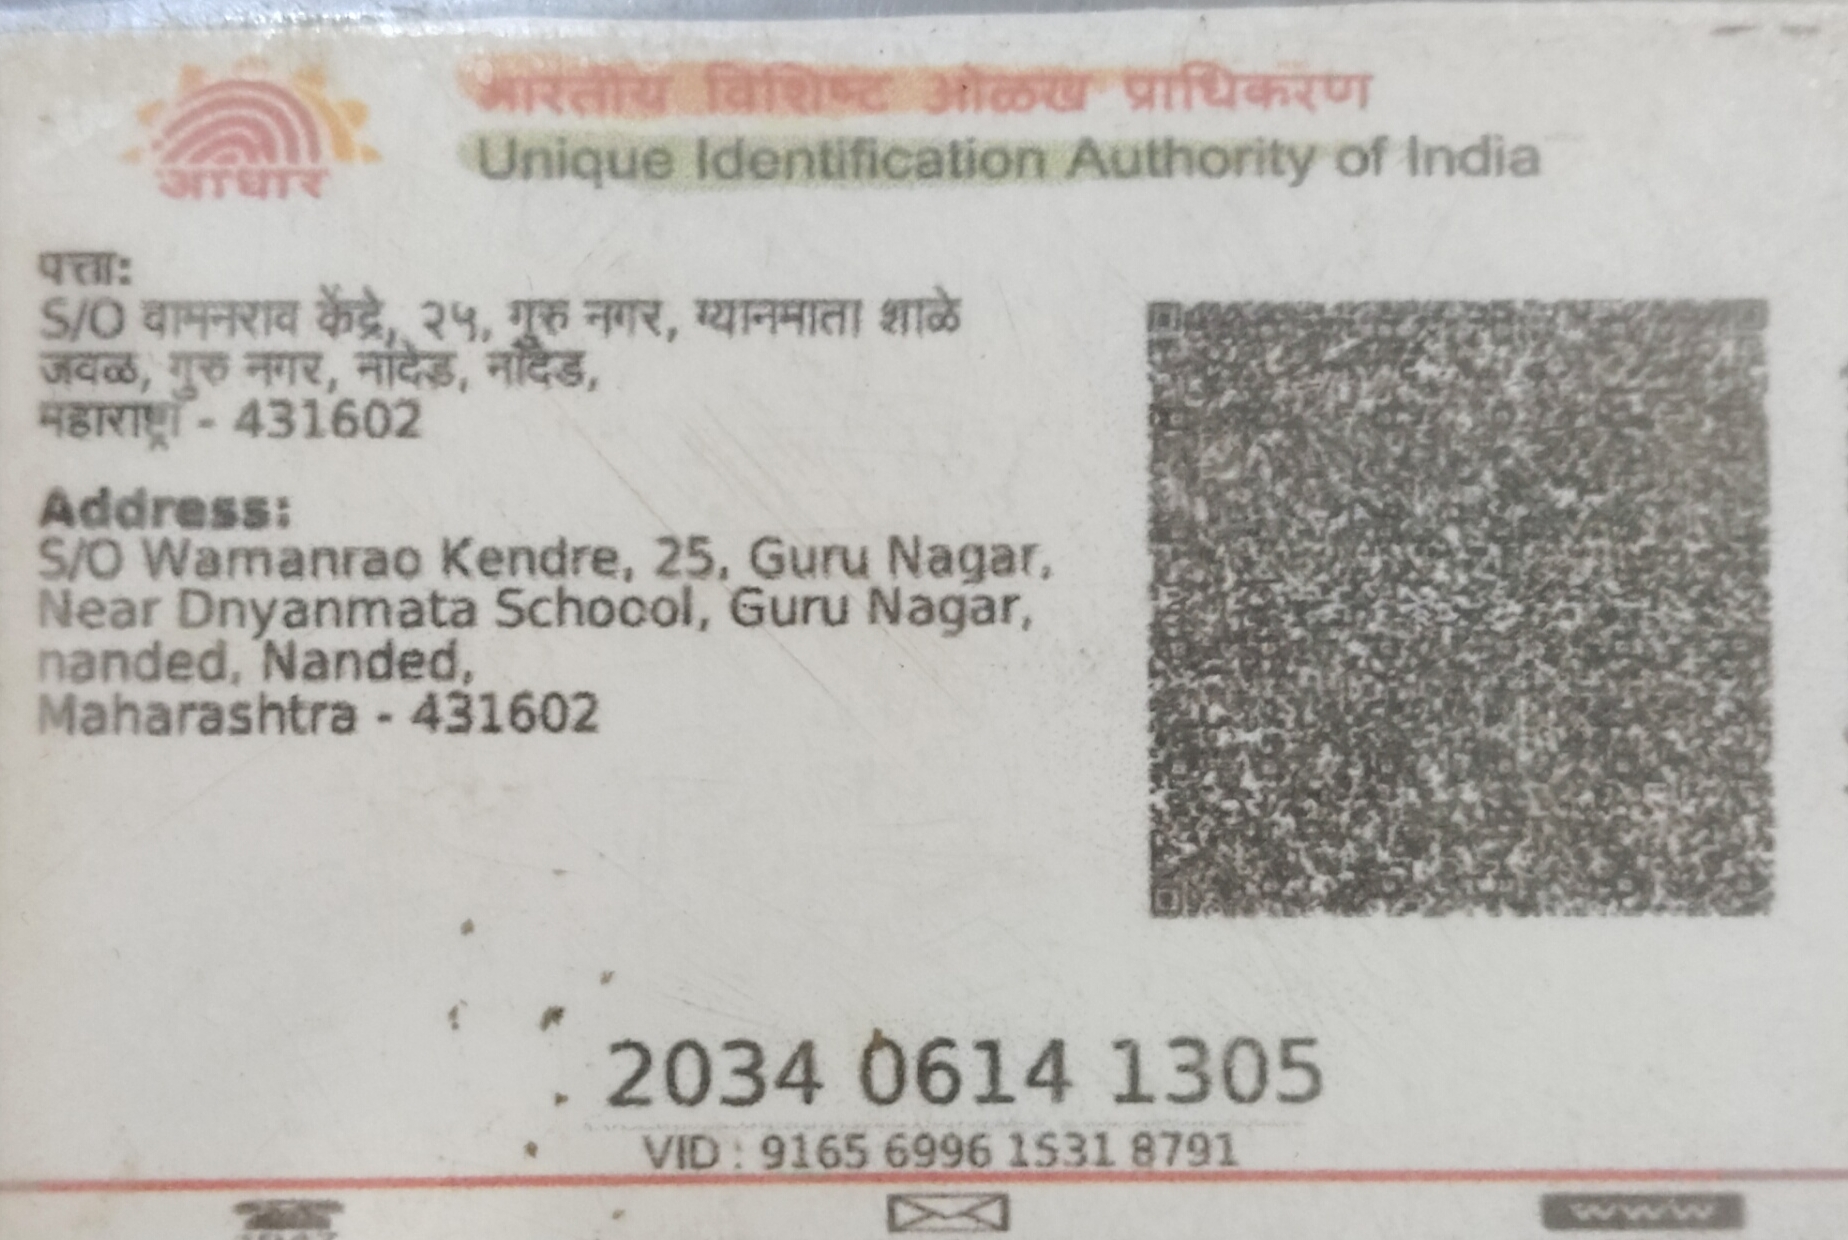 आधार
भारतीय विशिष्ट ओळख प्राधिकरण
Unique Identification Authority of India
पत्ता:
S/O वामनराव केंद्रे, २५, गुरु नगर, ग्यानमाता शाळे
जवळ, गुरु नगर, नांदेड, नांदेड,
महाराष्ट्रा - 431602
Address:
S/O Wamanrao Kendre, 25, Guru Nagar,
Near Dnyanmata Schoool, Guru Nagar,
nanded, Nanded,
Maharashtra - 431602
2034 0614 1305
VID : 9165 6996 1531 8791
www